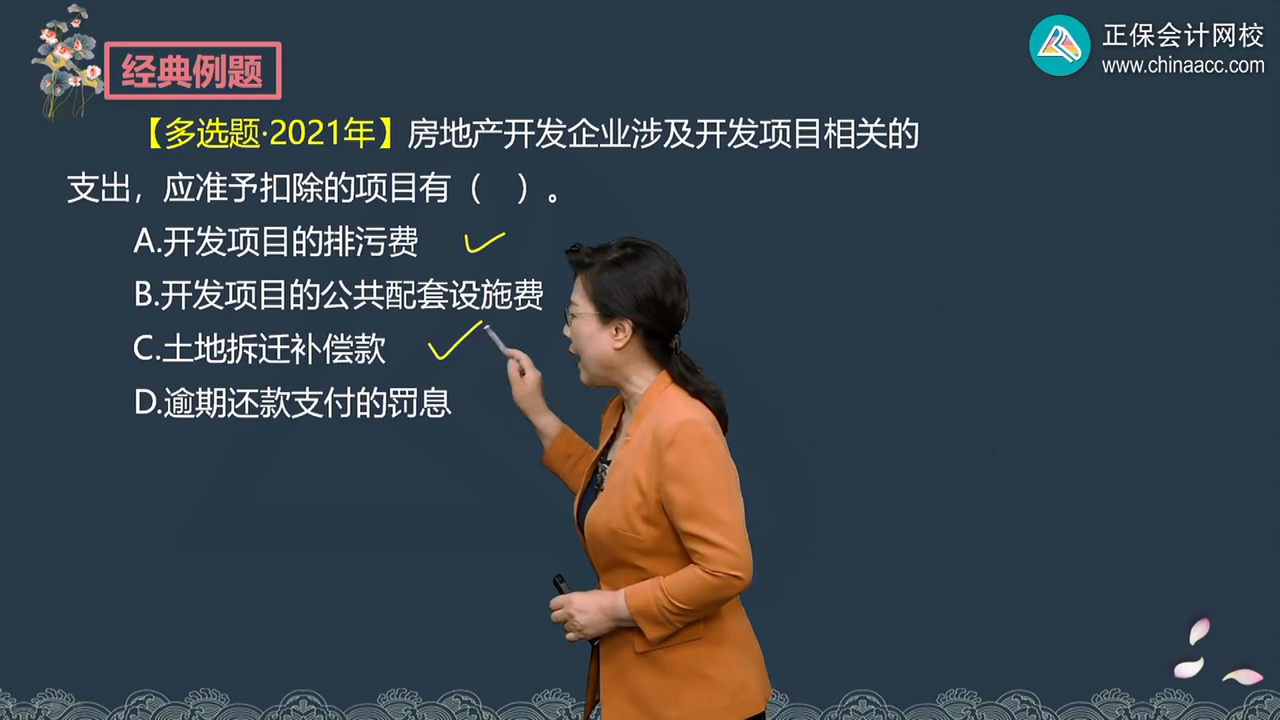 经典例题
正保会计网校
www.chinaacc.com
【多选题·2021年】房地产开发企业涉及开发项目相关的
支出，应准予扣除的项目有（　）。
A.开发项目的排污费
B.开发项目的公共配套设施费
C.土地拆迁补偿款
D.逾期还款支付的罚息